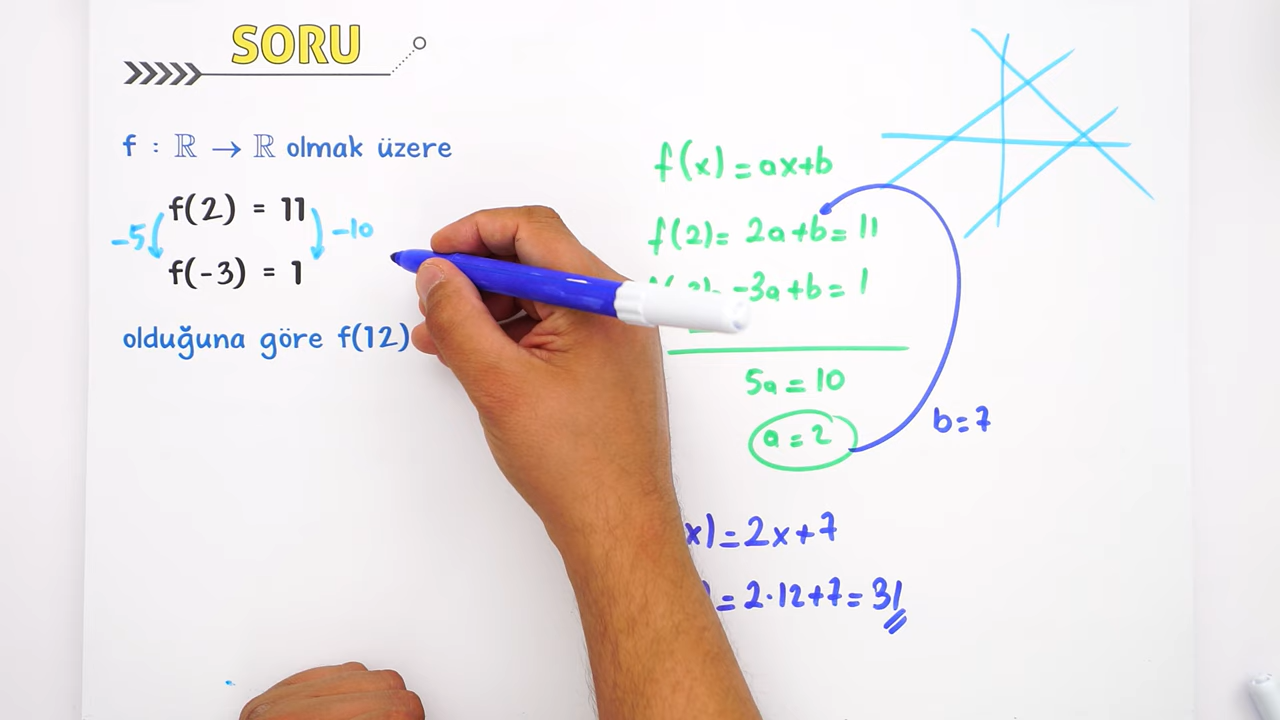 SORU
f : ℝ → ℝ olmak üzere
f(2) = 11
-5
-10
f(-3) = 1
olduğuna göre f(12)
f(x) = ax+b
f(2) = 2a+b = 11
-3a+b = 1
5a = 10
a = 2
b = 7
x) = 2x+7
= 2·12+7 = 31